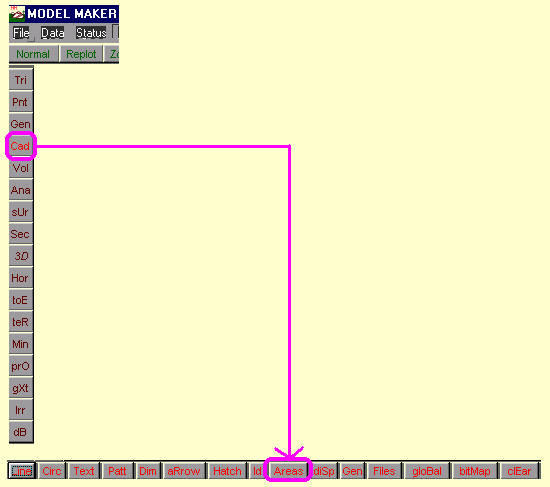 MODEL MAKER
File Data Status
Normal Replot
Tri
Pnt
Gen
Cad
Vol
Ana
sUr
Sec
3D
Hor
toE
teR
Min
prO
gXt
Irr
dB
Line Circ Text Patt Dim aRrow Hatch Id Areas diSp Gen Files gloBal bitMap clEar